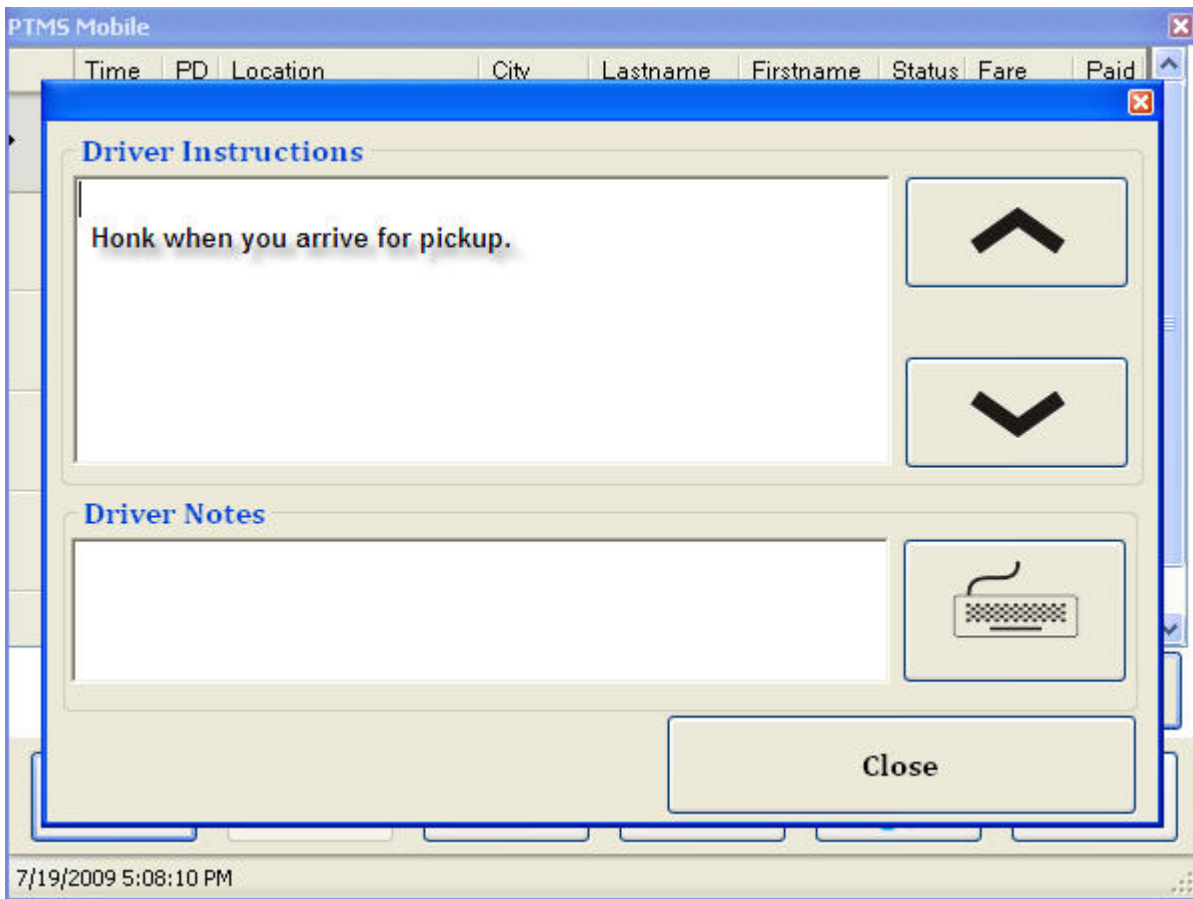 PTMS Mobile
Time PD Location City Lastname Firstname Status Fare Paid
Driver Instructions
Honk when you arrive for pickup.
Driver Notes
Close
7/19/2009 5:08:10 PM